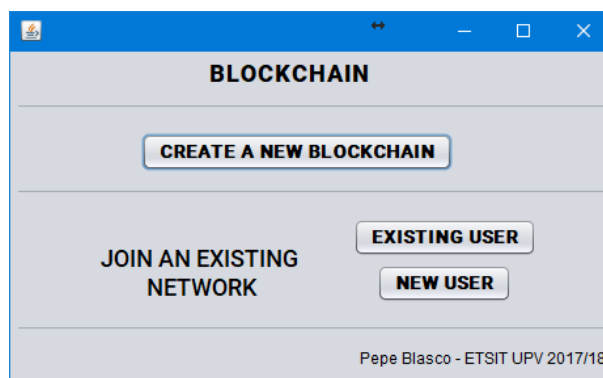 BLOCKCHAIN
CREATE A NEW BLOCKCHAIN
EXISTING USER
JOIN AN EXISTING
NETWORK
NEW USER
Pepe Blasco - ETSIT UPV 2017/18